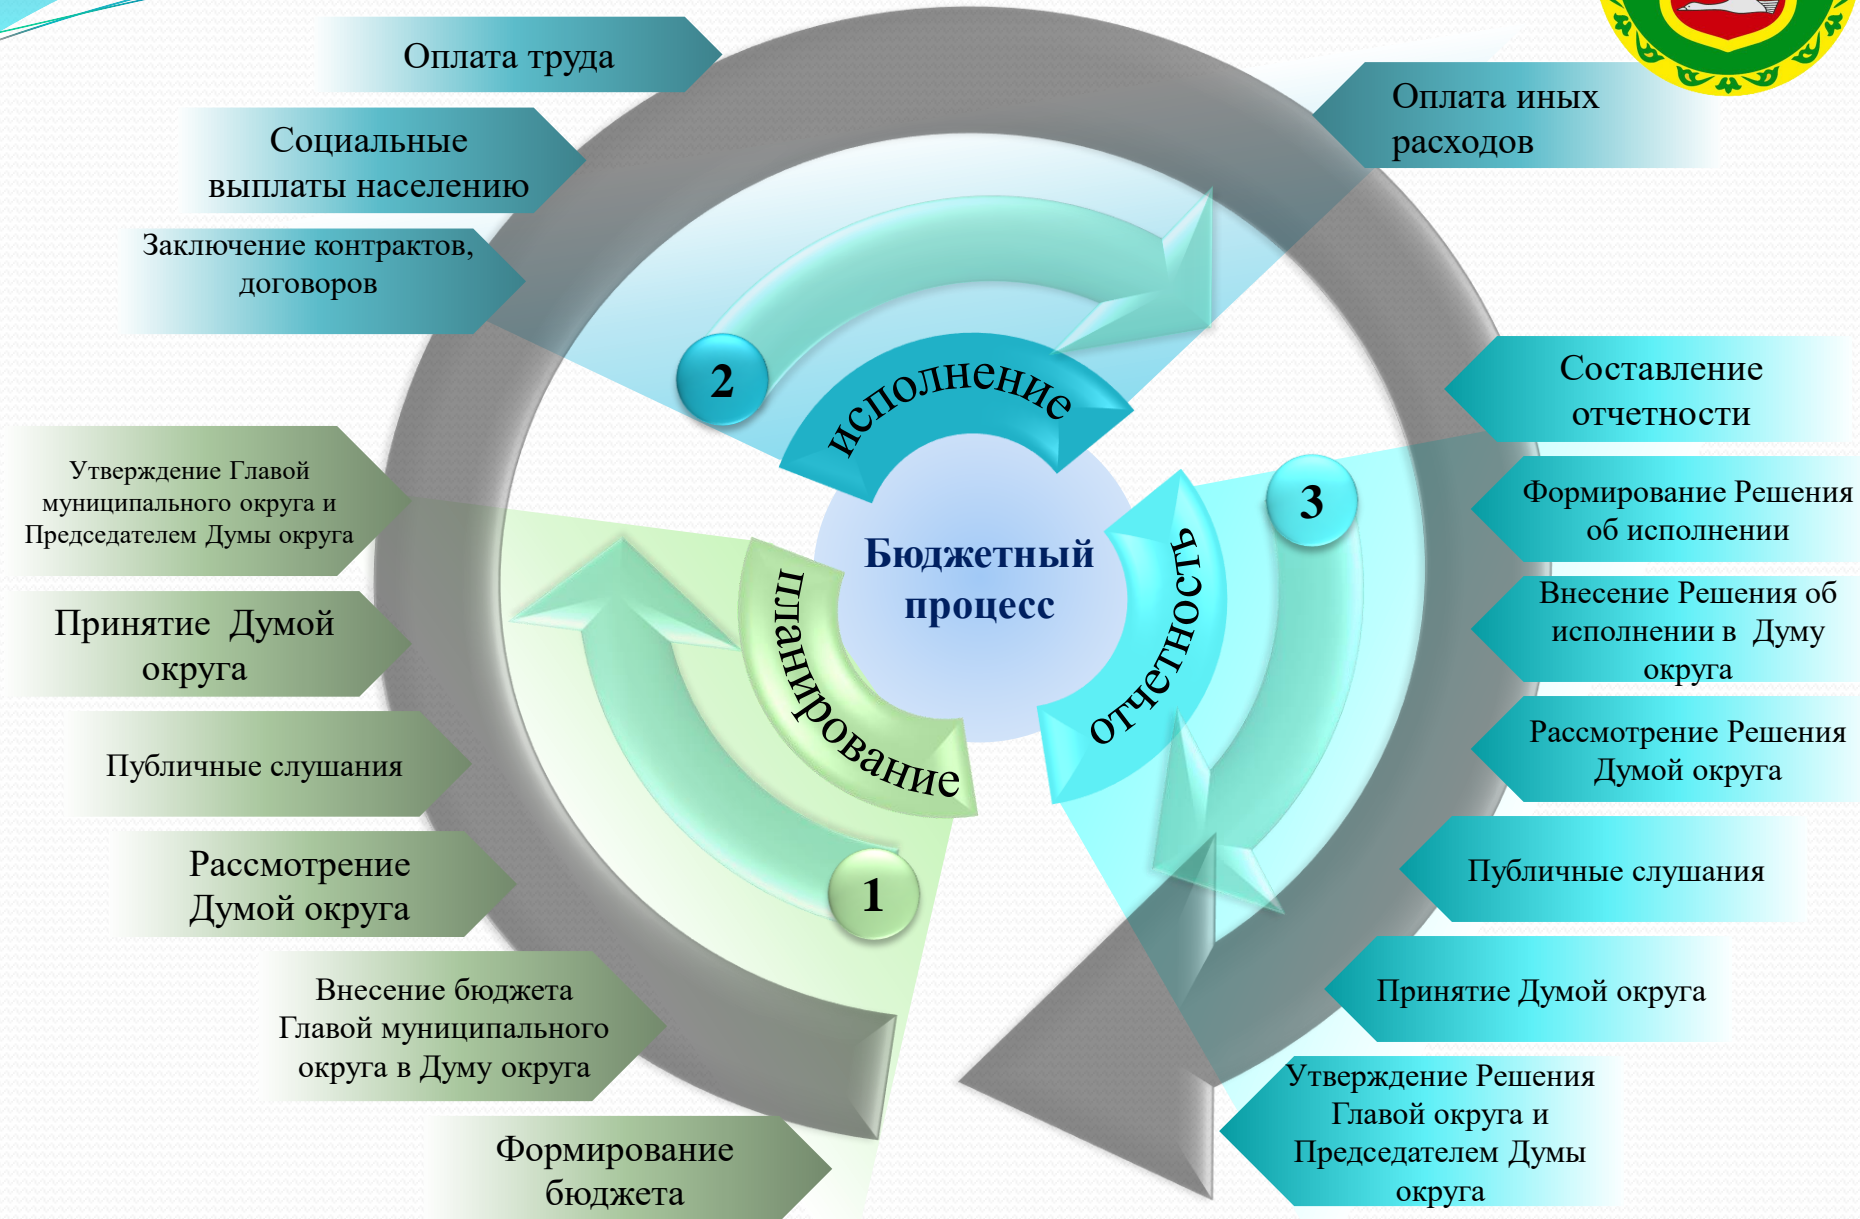 Оплата труда
Социальные
выплаты населению
Заключение контрактов,
договоров
Оплата иных
расходов
2
исполнение
Бюджетный
процесс
планирование
1
отчетность
3
Утверждение Главой
муниципального округа и
Председателем Думы округа
Принятие Думой
округа
Публичные слушания
Рассмотрение
Думой округа
Внесение бюджета
Главой муниципального
округа в Думу округа
Формирование
бюджета
Составление
отчетности
Формирование Решения
об исполнении
Внесение Решения об
исполнении в Думу
округа
Рассмотрение Решения
Думой округа
Публичные слушания
Принятие Думой округа
Утверждение Решения
Главой округа и
Председателем Думы
округа